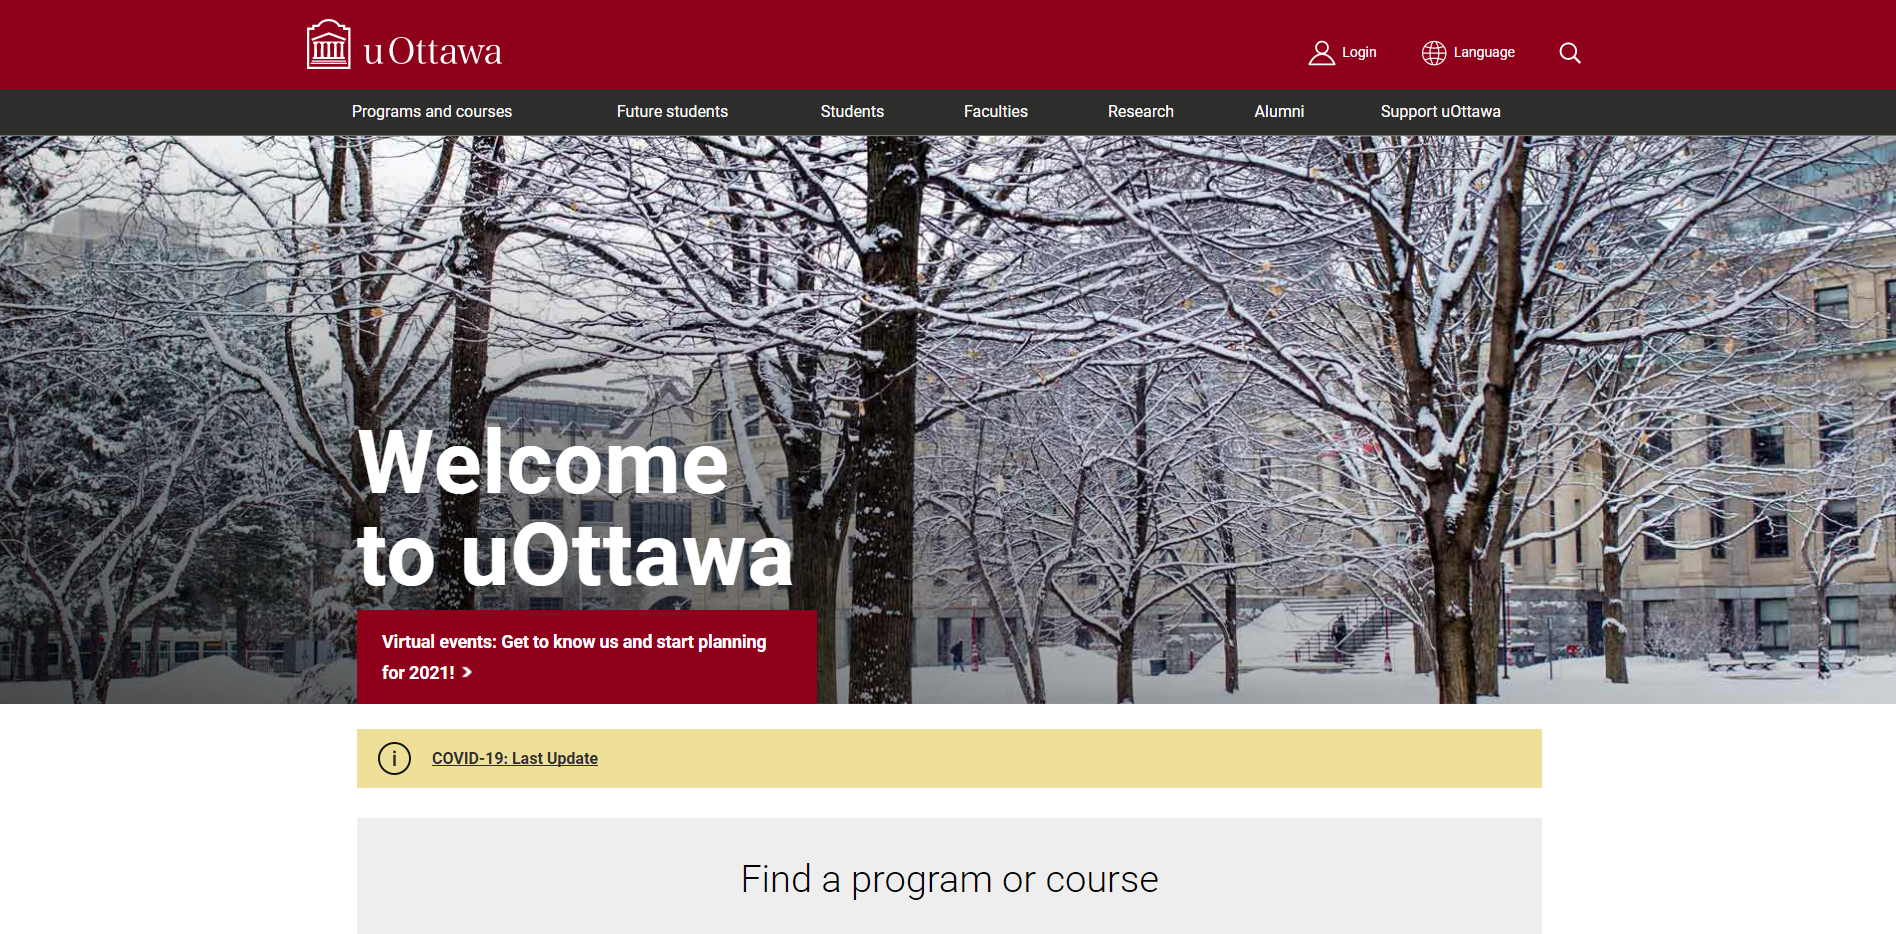 uOttawa
Login
Language
Programs and courses
Future students
Students
Faculties
Research
Alumni
Support uOttawa
Welcome
to uOttawa
Virtual events: Get to know us and start planning
for 2021!
COVID-19: Last Update
Find a program or course